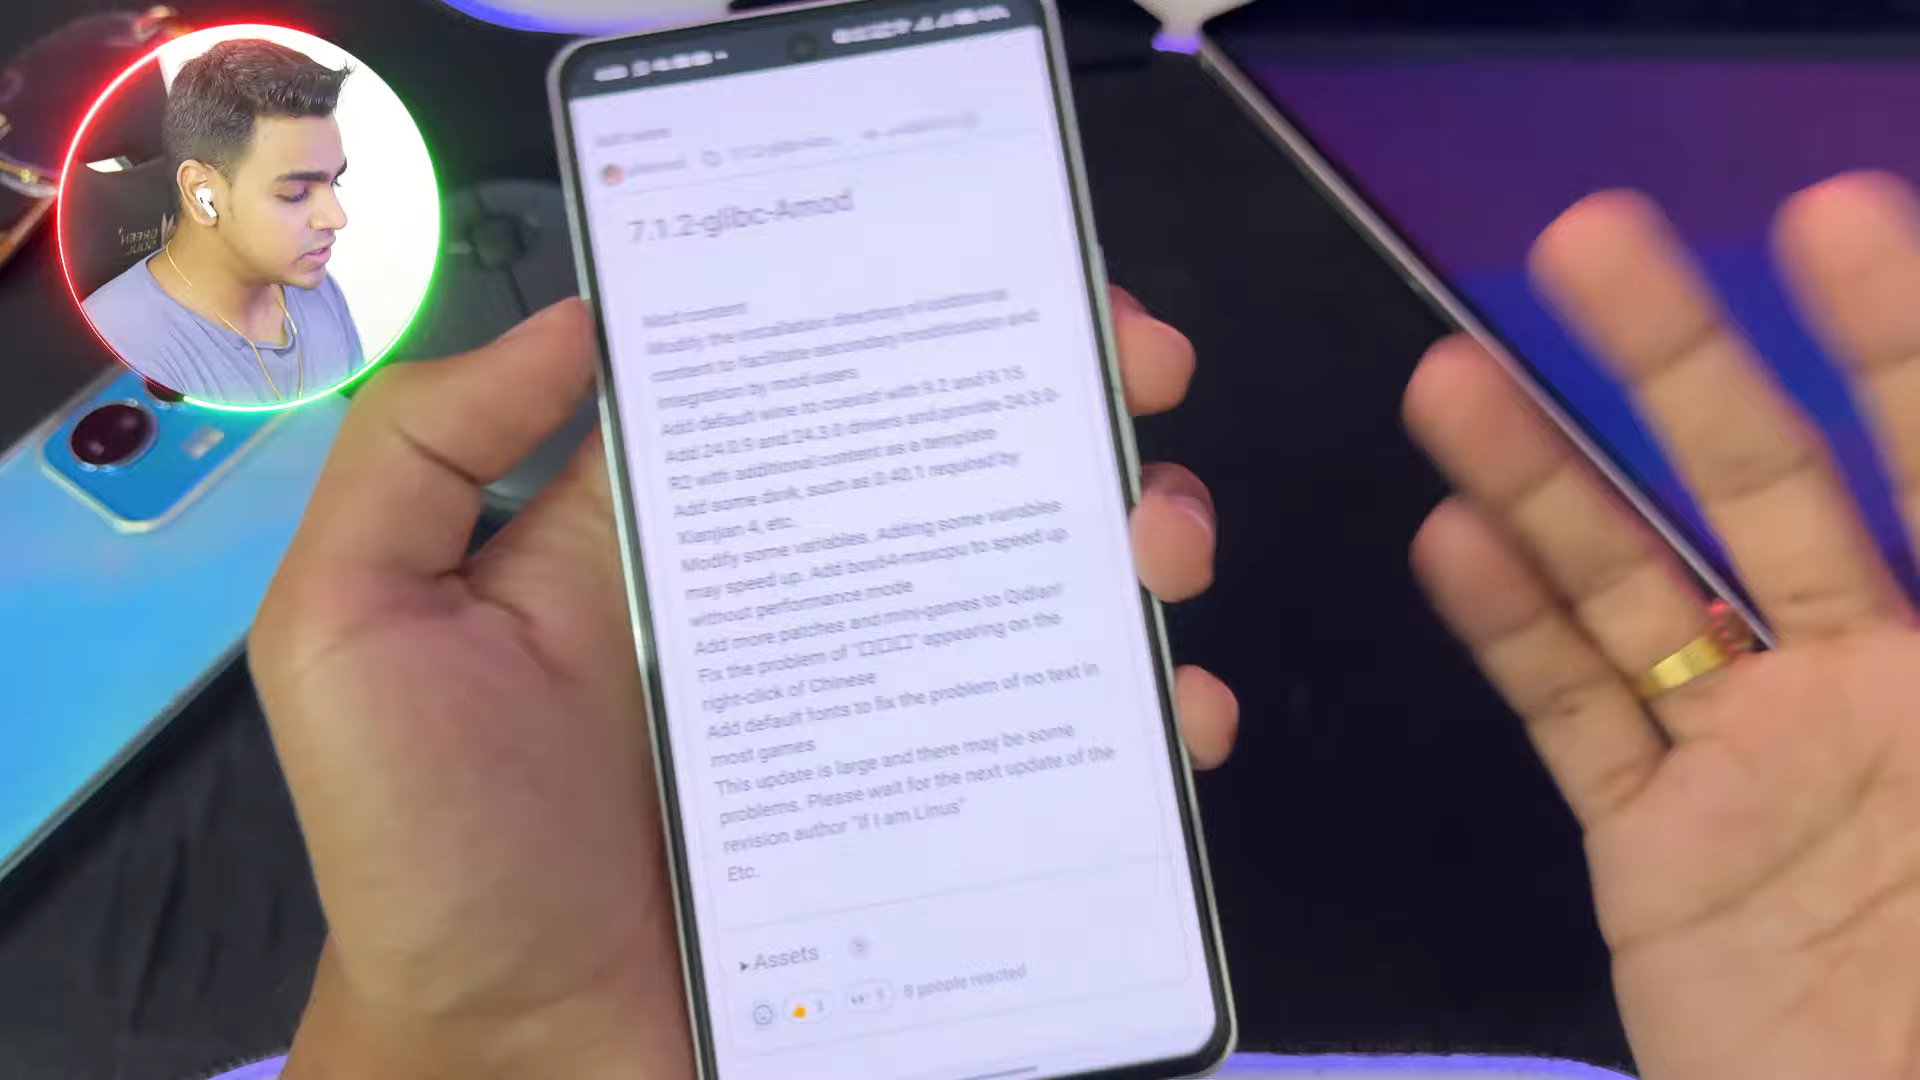 7.1.2-glibc-Amod
Mod content
Modify the installation directory of additional
content to facilitate secondary modification and
integration by mod users
Add default wine to coexist with 9.2 and 9.15
Add 24.0.9 and 24.3.0 drivers and provide 24.3.0-
R2 with additional content as a template
Add some dxvk, such as 0.40.1 required by
Xianjian 4, etc.
Modify some variables. Adding some variables
may speed up. Add box64-maxcpu to speed up
without performance mode
Add more patches and mini-games to Qidian!
Fix the problem of "口口口" appearing on the
right-click of Chinese
Add default fonts to fix the problem of no text in
most games
This update is large and there may be some
problems. Please wait for the next update of the
revision author "If I am Linus"
Etc.
Assets 5
3
9 people reacted
GREEN
SOUL